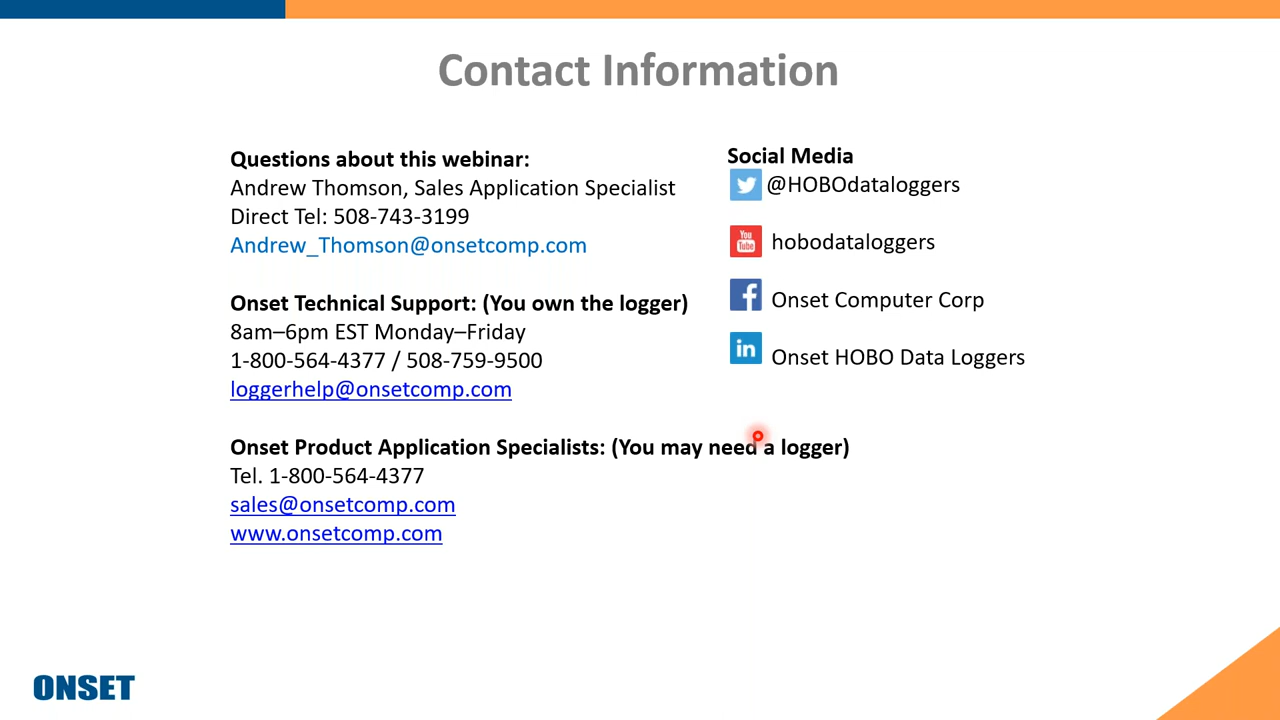 Contact Information
Questions about this webinar:
Andrew Thomson, Sales Application Specialist
Direct Tel: 508-743-3199
Andrew_Thomson@onsetcomp.com
Onset Technical Support: (You own the logger)
8am–6pm EST Monday–Friday
1-800-564-4377 / 508-759-9500
loggerhelp@onsetcomp.com
Onset Product Application Specialists: (You may need a logger)
Tel. 1-800-564-4377
sales@onsetcomp.com
www.onsetcomp.com
Social Media
@HOBOdataloggers
You
Tube
hobodataloggers
f
Onset Computer Corp
in
Onset HOBO Data Loggers
ONSET